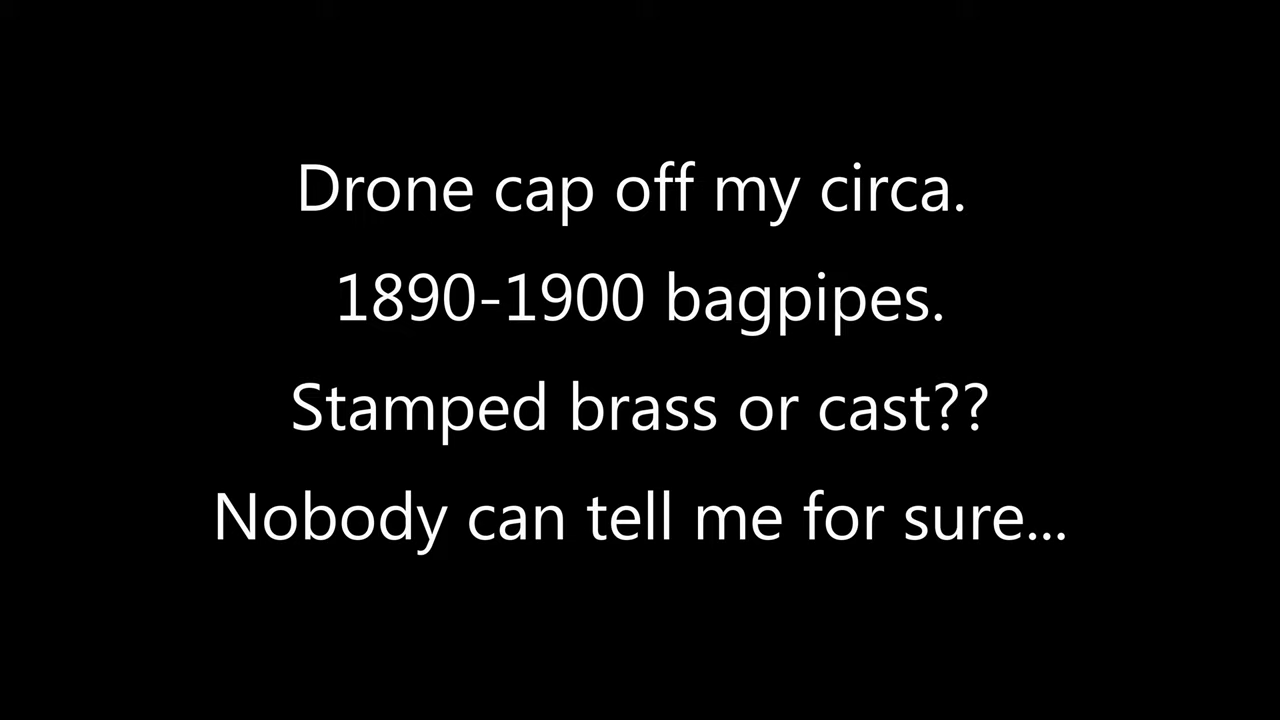 Drone cap off my circa.
1890-1900 bagpipes.
Stamped brass or cast??
Nobody can tell me for sure...